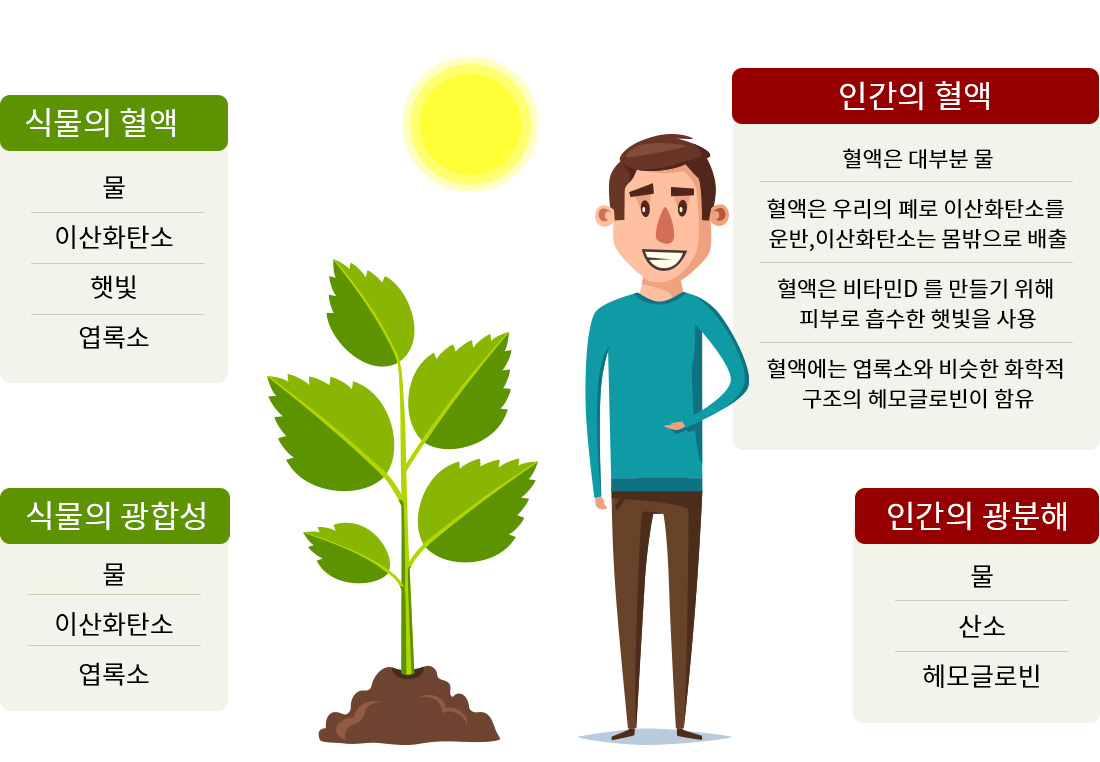 식물의 혈액
물
이산화탄소
햇빛
엽록소
인간의 혈액
혈액은 대부분 물
혈액은 우리의 폐로 이산화탄소를
운반,이산화탄소는 몸밖으로 배출
혈액은 비타민D 를 만들기 위해
피부로 흡수한 햇빛을 사용
혈액에는 엽록소와 비슷한 화학적
구조의 헤모글로빈이 함유
식물의 광합성
물
이산화탄소
엽록소
인간의 광분해
물
산소
헤모글로빈